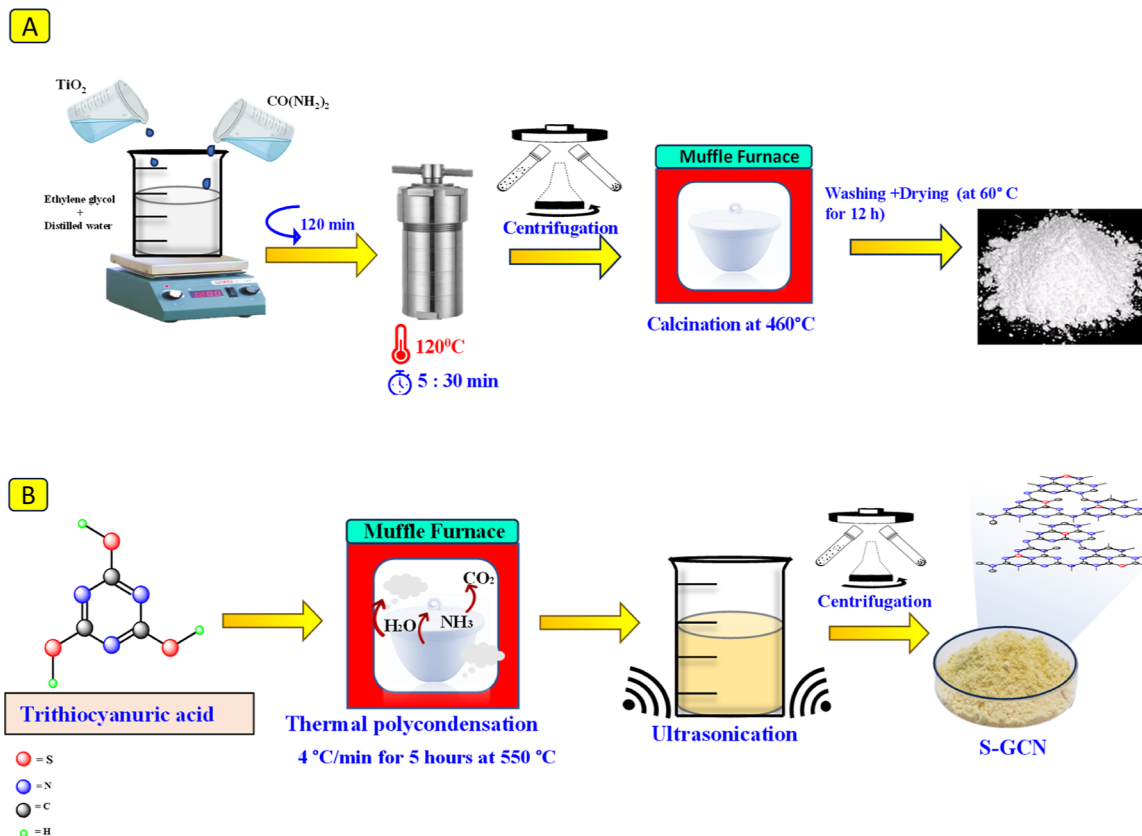 A
TiO₂
CO(NH₂)₂
Ethylene glycol
+
Distilled water
120 min
120⁰C
5 : 30 min
Centrifugation
Muffle Furnace
Calcination at 460°C
Washing +Drying (at 60° C
for 12 h)
B
Trithiocyanuric acid
= S
= N
= C
= H
Muffle Furnace
CO₂
H₂O
NH₃
Thermal polycondensation
4 °C/min for 5 hours at 550 °C
Ultrasonication
Centrifugation
S-GCN